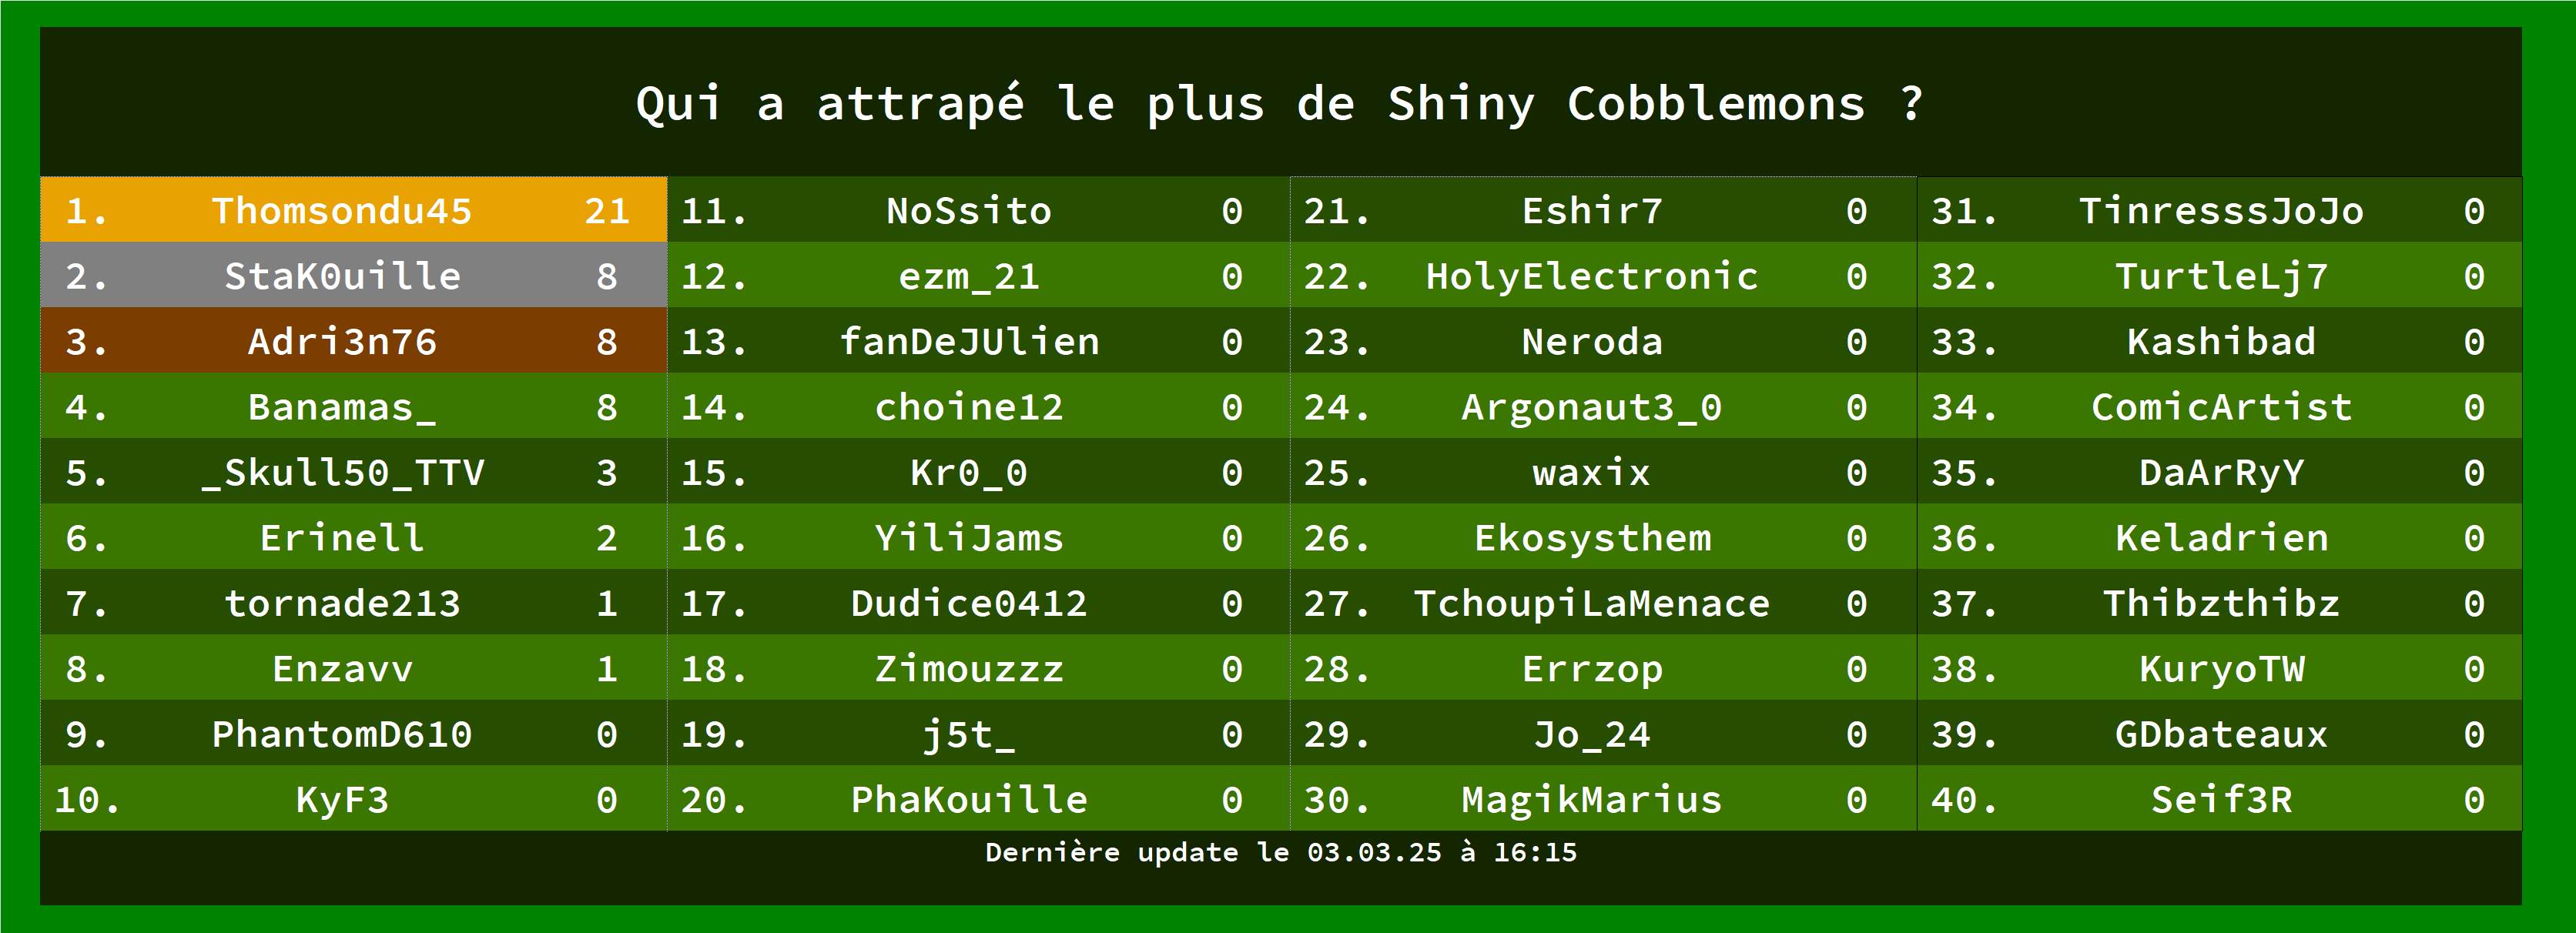 Qui a attrapé le plus de Shiny Cobblemons ?
1. Thomsondu45 21
2. StaK0uille 8
3. Adri3n76 8
4. Banamas_ 8
5. _Skull50_TTV 3
6. Erinell 2
7. tornade213 1
8. Enzavv 1
9. PhantomD610 0
10. KyF3 0
11. NoSsito 0
12. ezm_21 0
13. fanDeJUlien 0
14. choine12 0
15. Kr0_0 0
16. YiliJams 0
17. Dudice0412 0
18. Zimouzzz 0
19. j5t_ 0
20. PhaKouille 0
21. Eshir7 0
22. HolyElectronic 0
23. Neroda 0
24. Argonaut3_0 0
25. waxix 0
26. Ekosysthem 0
27. TchoupiLaMenace 0
28. Errzop 0
29. Jo_24 0
30. MagikMarius 0
31. TinresssJoJo 0
32. TurtleLj7 0
33. Kashibad 0
34. ComicArtist 0
35. DaArRyY 0
36. Keladrien 0
37. Thibzthibz 0
38. KuryoTW 0
39. GDbateaux 0
40. Seif3R 0
Dernière update le 03.03.25 à 16:15